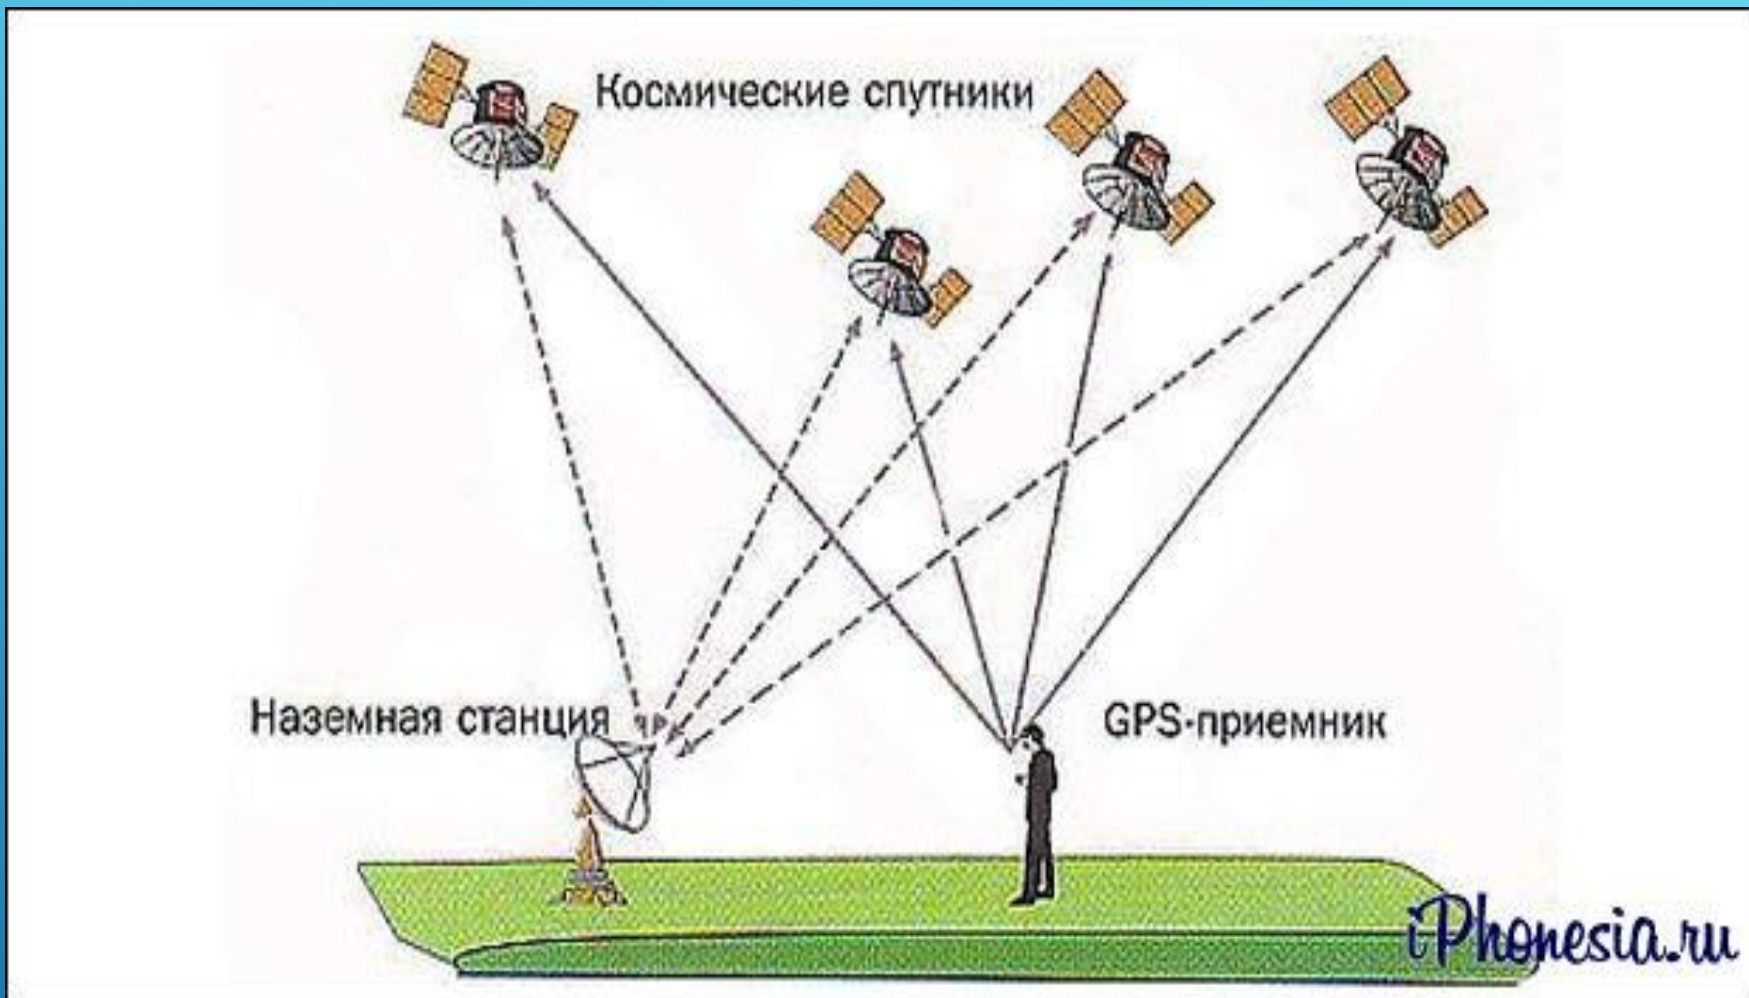 Космические спутники
Наземная станция
GPS-приемник
iPhonesia.ru